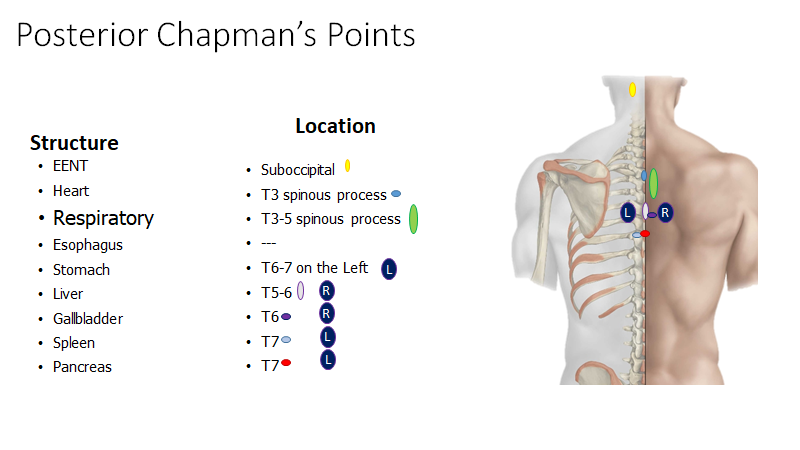 Posterior Chapman's Points
Structure
• EENT
• Heart
• Respiratory
• Esophagus
• Stomach
• Liver
• Gallbladder
• Spleen
• Pancreas
Location
• Suboccipital
• T3 spinous process
• T3-5 spinous process
• ---
• T6-7 on the Left L
• T5-6 R
• T6 R
• T7 L
• T7 L
L R